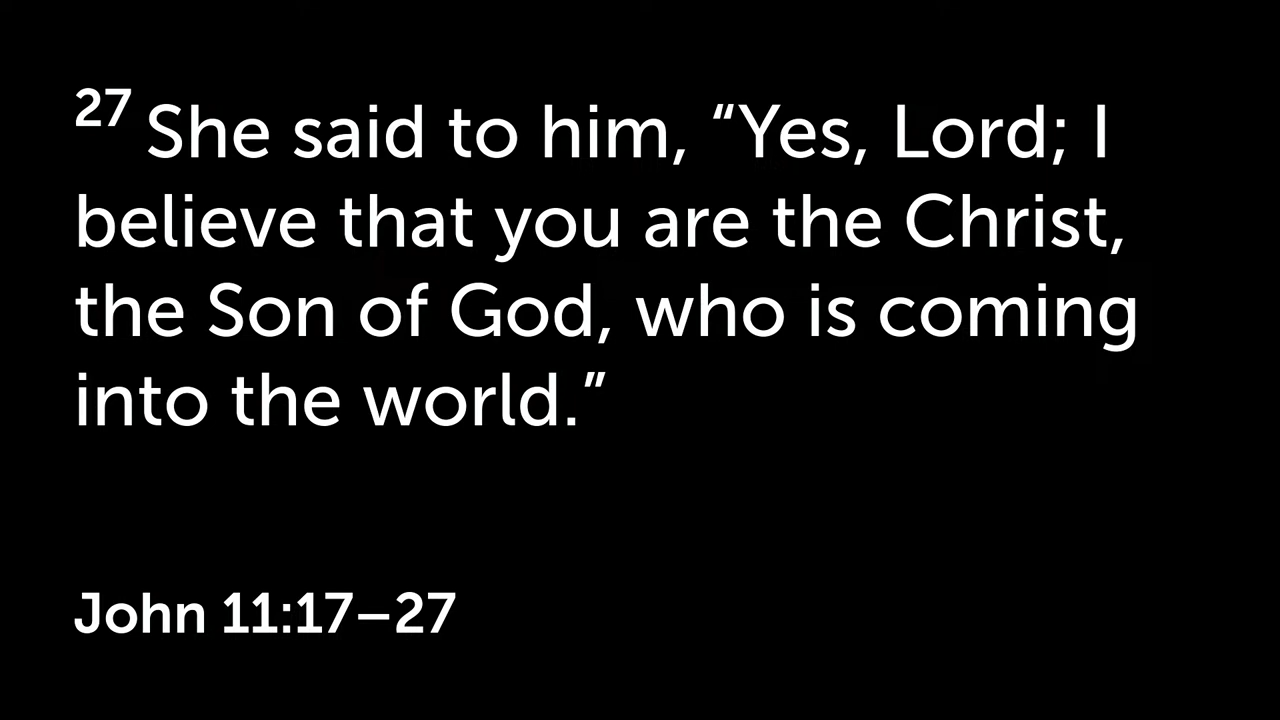 27 She said to him, “Yes, Lord; I
believe that you are the Christ,
the Son of God, who is coming
into the world.”
John 11:17–27